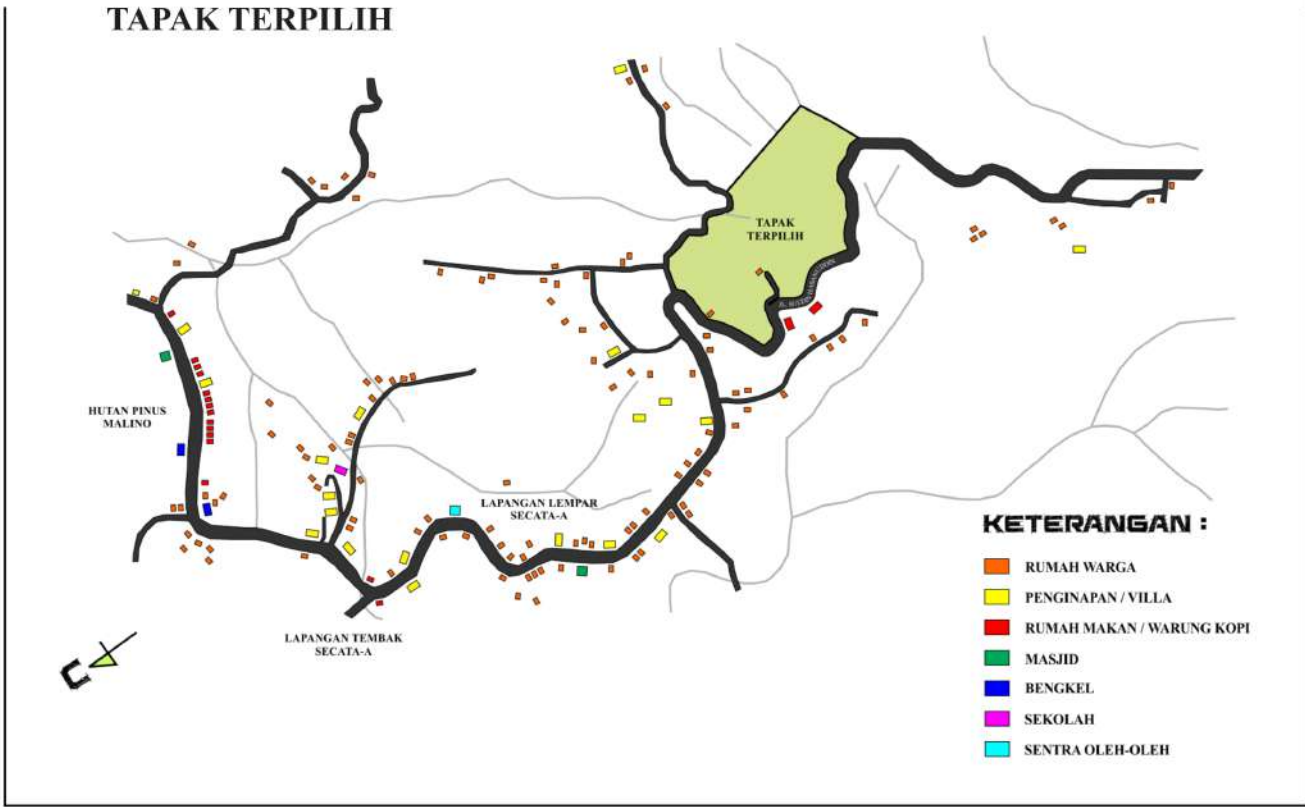 TAPAK TERPILIH
TAPAK
TERPILIH
HUTAN PINUS
MALINO
LAPANGAN LEMPAR
SECATA-A
LAPANGAN TEMBAK
SECATA-A
KETERANGAN :
RUMAH WARGA
PENGINAPAN / VILLA
RUMAH MAKAN / WARUNG KOPI
MASJID
BENGKEL
SEKOLAH
SENTRA OLEH-OLEH